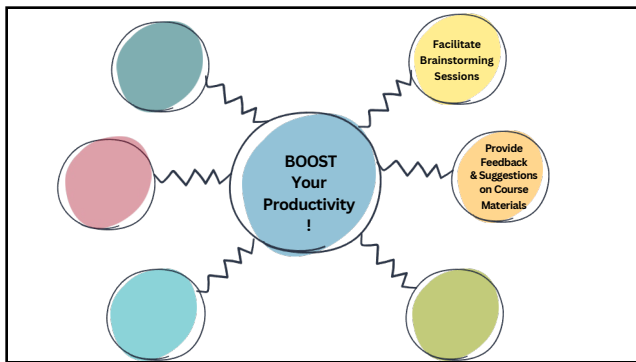 BOOST
Your
Productivity
!
Facilitate
Brainstorming
Sessions
Provide
Feedback
& Suggestions
on Course
Materials